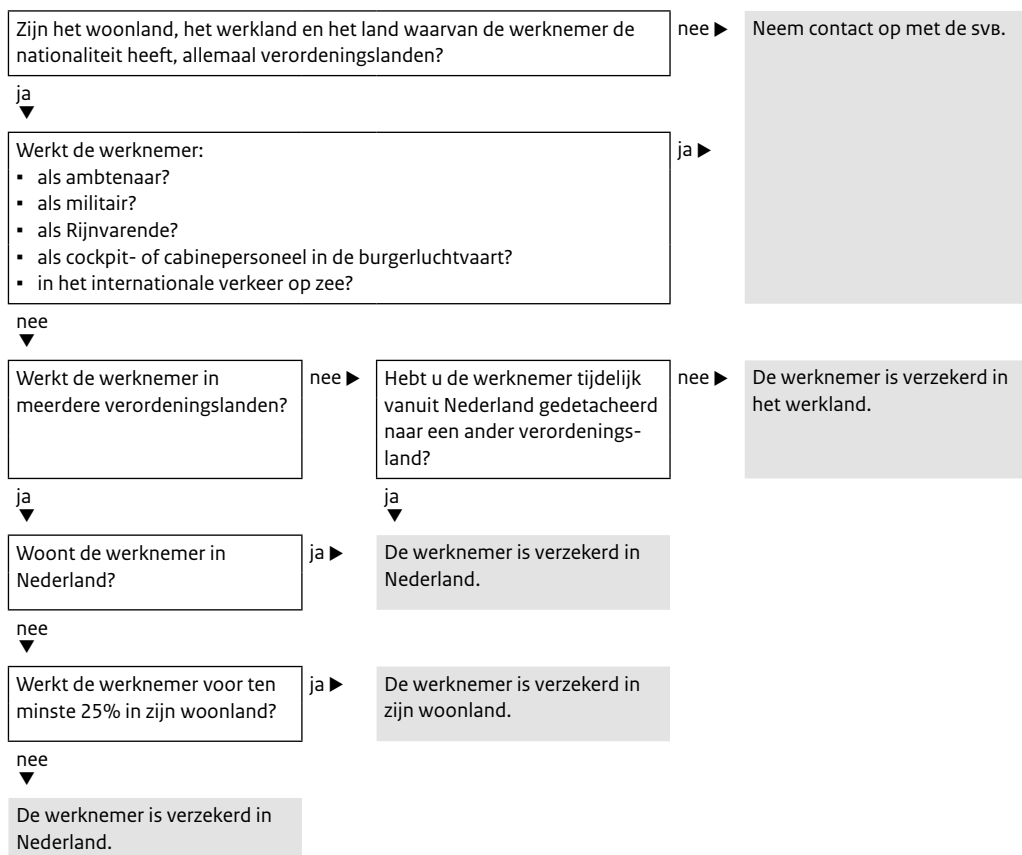 Zijn het woonland, het werkland en het land waarvan de werknemer de
nationaliteit heeft, allemaal verordeningslanden?
nee ▶
Neem contact op met de SVB.
ja
▼
Werkt de werknemer:
▪ als ambtenaar?
▪ als militair?
▪ als Rijnvarende?
▪ als cockpit- of cabinepersoneel in de burgerluchtvaart?
▪ in het internationale verkeer op zee?
ja ▶
nee
▼
Werkt de werknemer in
meerdere verordeningslanden?
nee ▶
Hebt u de werknemer tijdelijk
vanuit Nederland gedetacheerd
naar een ander verordenings-
land?
nee ▶
De werknemer is verzekerd in
het werkland.
ja
▼
ja
▼
Woont de werknemer in
Nederland?
ja ▶
De werknemer is verzekerd in
Nederland.
nee
▼
Werkt de werknemer voor ten
minste 25% in zijn woonland?
ja ▶
De werknemer is verzekerd in
zijn woonland.
nee
▼
De werknemer is verzekerd in
Nederland.